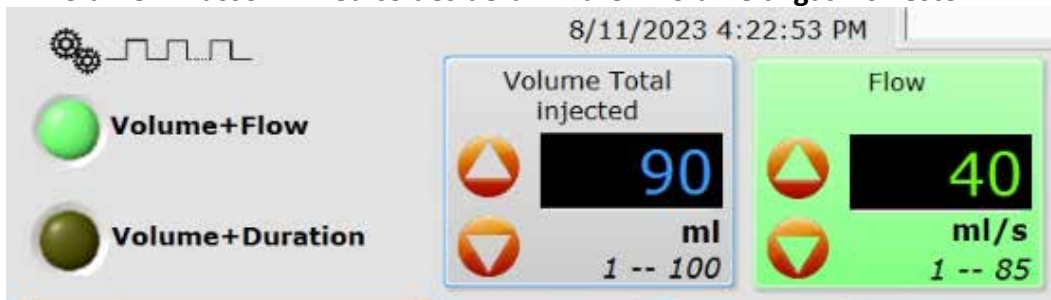 8/11/2023 4:22:53 PM
Volume+Flow
Volume+Duration
Volume Total
injected
90
ml
1 -- 100
Flow
40
ml/s
1 -- 85